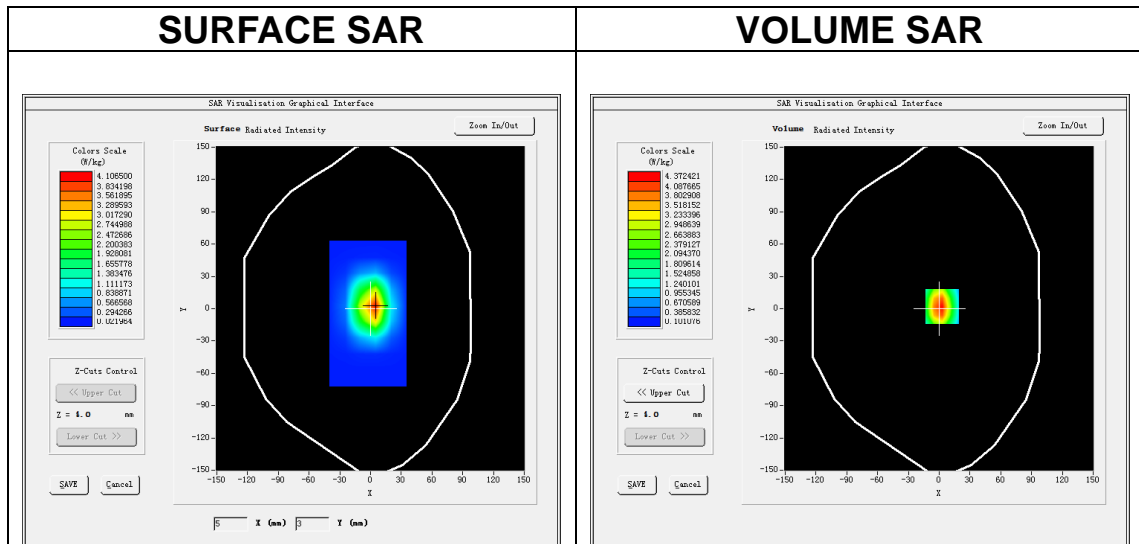 SURFACE SAR
SAR Visualisation Graphical Interface
Surface Radiated Intensity
Zoom In/Out
Colors Scale
(W/kg)
4.106500
3.834198
3.561895
3.289593
3.017290
2.744988
2.472686
2.200383
1.928081
1.655778
1.383476
1.111173
0.838871
0.566568
0.294266
0.021964
150
120
90
60
30
0
-30
-60
-90
-120
-150
Y
-150 -120 -90 -60 -30 0 30 60 90 120 150
X
Z-Cuts Control
<< Upper Cut
Z = 4.0 mm
Lower Cut >>
SAVE Cancel
5 X (mm) 3 Y (mm)
VOLUME SAR
SAR Visualisation Graphical Interface
Volume Radiated Intensity
Zoom In/Out
Colors Scale
(W/kg)
4.372421
4.087665
3.802908
3.518152
3.233396
2.948639
2.663883
2.379127
2.094370
1.809614
1.524858
1.240101
0.955345
0.670589
0.385832
0.101076
150
120
90
60
30
0
-30
-60
-90
-120
-150
Y
-150 -120 -90 -60 -30 0 30 60 90 120 150
X
Z-Cuts Control
<< Upper Cut
Z = 4.0 mm
Lower Cut >>
SAVE Cancel